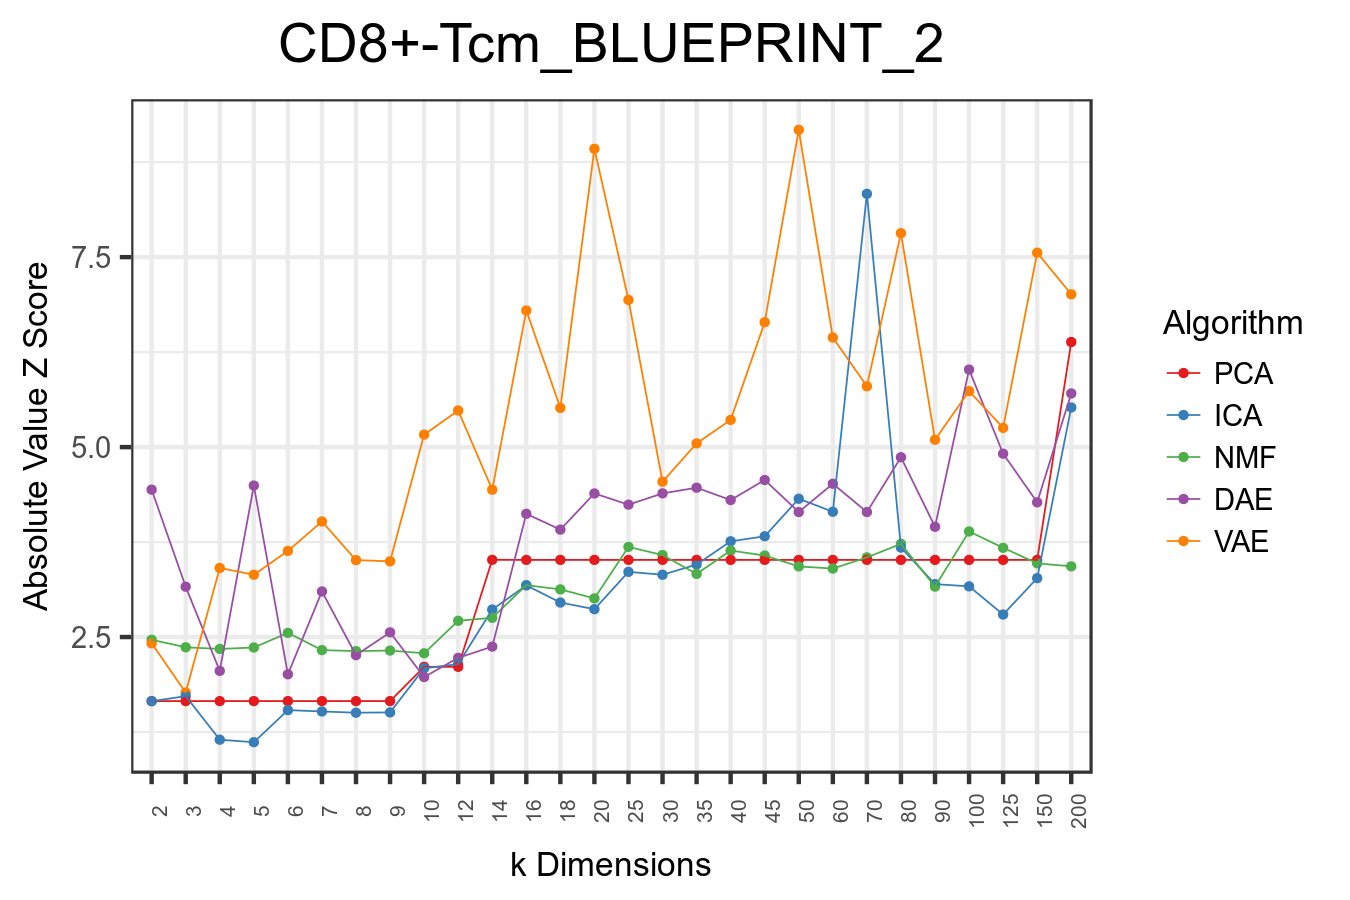 CD8+-Tcm_BLUEPRINT_2
Absolute Value Z Score
7.5
5.0
2.5
2 3 4 5 6 7 8 9 10 12 14 16 18 20 25 30 35 40 45 50 60 70 80 90 100 125 150 200
k Dimensions
Algorithm
PCA
ICA
NMF
DAE
VAE